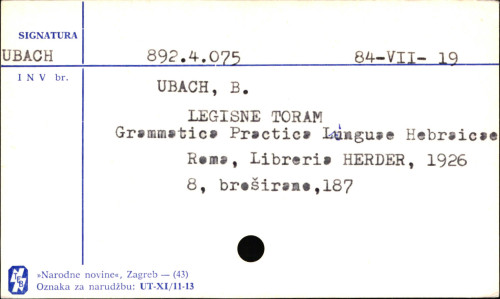 SIGNATURA
UBACH 892.4.075 84-VII- 19
INV br.
UBACH, B.
LEGISNE TORAM
Grammatica Practica Linguae Hebraicae
Roma, Libreria HERDER, 1926
8, broširano,187
»Narodne novine«, Zagreb — (43)
Oznaka za narudžbu: UT-XI/11-13